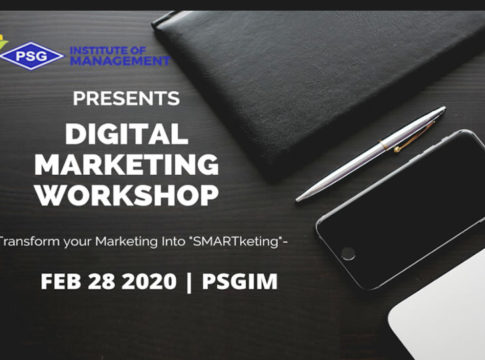 PSG
INSTITUTE OF
MANAGEMENT
PRESENTS
DIGITAL
MARKETING
WORKSHOP
Transform your Marketing Into "SMARTketing"-
FEB 28 2020 | PSGIM